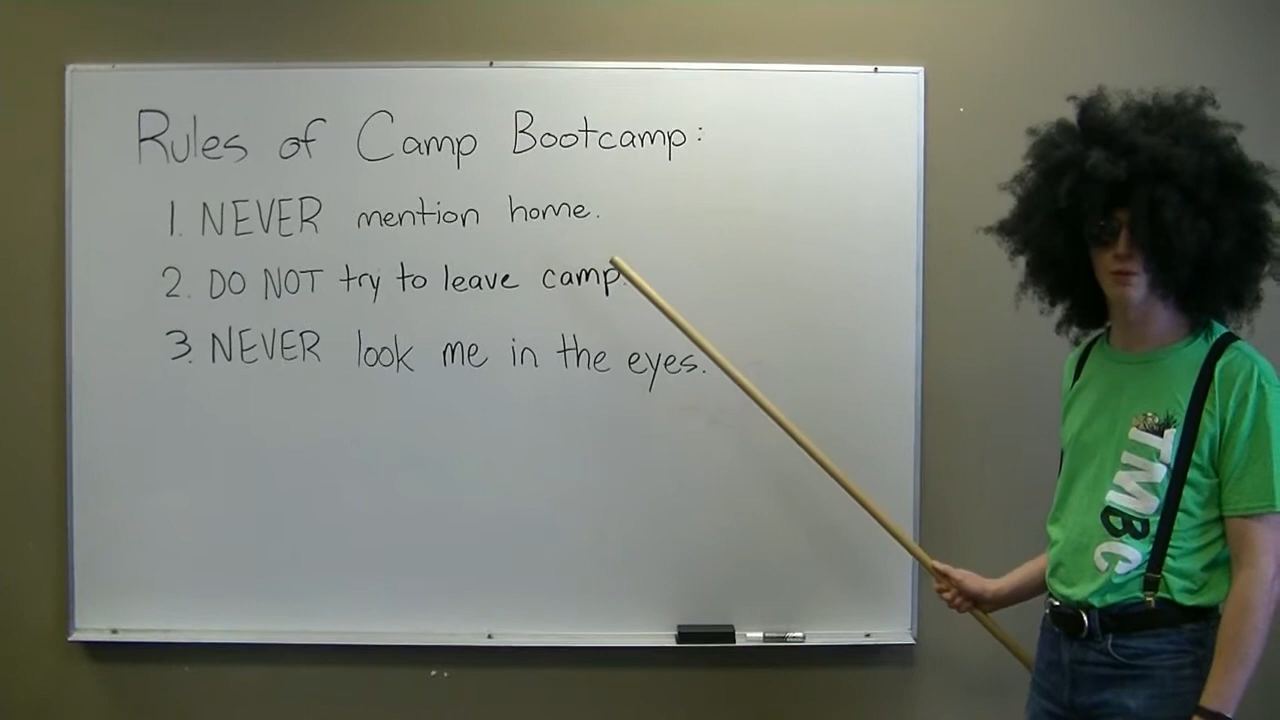 Rules of Camp Bootcamp:
1. NEVER mention home.
2. DO NOT try to leave camp.
3. NEVER look me in the eyes.
TMBC